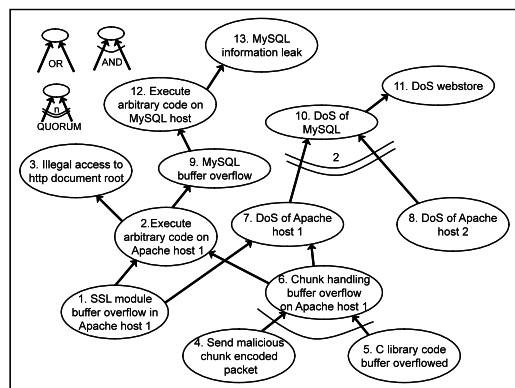 OR
AND
n
QUORUM
13. MySQL
information leak
12. Execute
arbitrary code on
MySQL host
11. DoS webstore
10. DoS of
MySQL
2
3. Illegal access to
http document root
9. MySQL
buffer overflow
2.Execute
arbitrary code on
Apache host 1
7. DoS of Apache
host 1
8. DoS of Apache
host 2
1. SSL module
buffer overflow in
Apache host 1
6. Chunk handling
buffer overflow
on Apache host 1
4. Send malicious
chunk encoded
packet
5. C library code
buffer overflowed